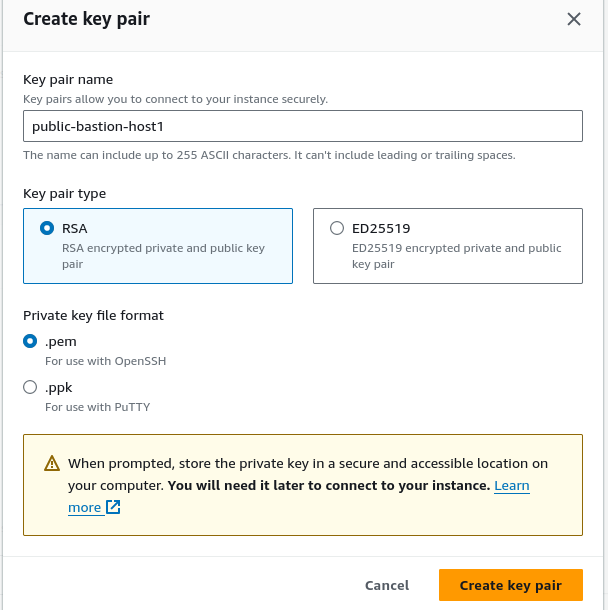 Create key pair
Key pair name
Key pairs allow you to connect to your instance securely.
public-bastion-host1
The name can include up to 255 ASCII characters. It can't include leading or trailing spaces.
Key pair type
RSA
RSA encrypted private and public key
pair
ED25519
ED25519 encrypted private and public
key pair
Private key file format
.pem
For use with OpenSSH
.ppk
For use with PuTTY
When prompted, store the private key in a secure and accessible location on
your computer. You will need it later to connect to your instance. Learn
more
Cancel
Create key pair